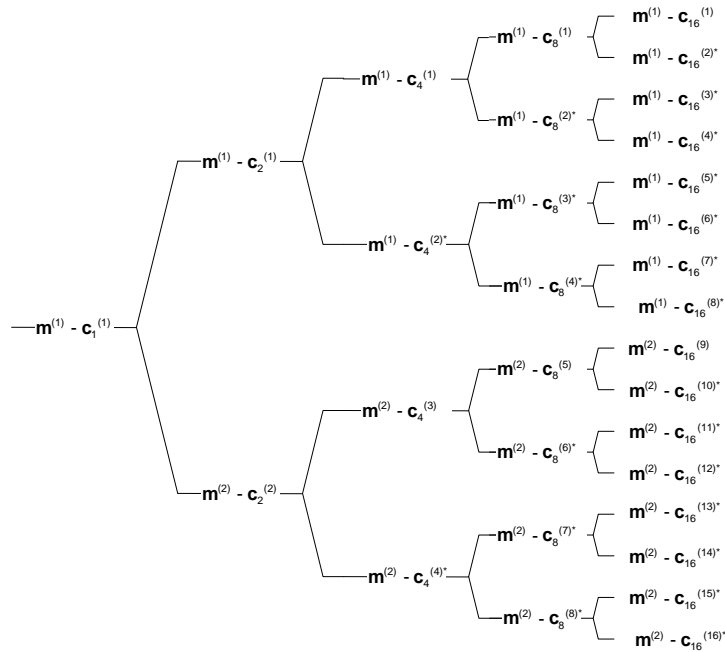 m(1) - c16(1)
m(1) - c8(1)
m(1) - c16(2)*
m(1) - c4(1)
m(1) - c16(3)*
m(1) - c8(2)*
m(1) - c16(4)*
m(1) - c2(1)
m(1) - c16(5)*
m(1) - c8(3)*
m(1) - c16(6)*
m(1) - c4(2)*
m(1) - c16(7)*
m(1) - c8(4)*
m(1) - c16(8)*
m(1) - c1(1)
m(2) - c16(9)
m(2) - c8(5)
m(2) - c16(10)*
m(2) - c4(3)
m(2) - c16(11)*
m(2) - c8(6)*
m(2) - c16(12)*
m(2) - c2(2)
m(2) - c16(13)*
m(2) - c8(7)*
m(2) - c16(14)*
m(2) - c4(4)*
m(2) - c16(15)*
m(2) - c8(8)*
m(2) - c16(16)*